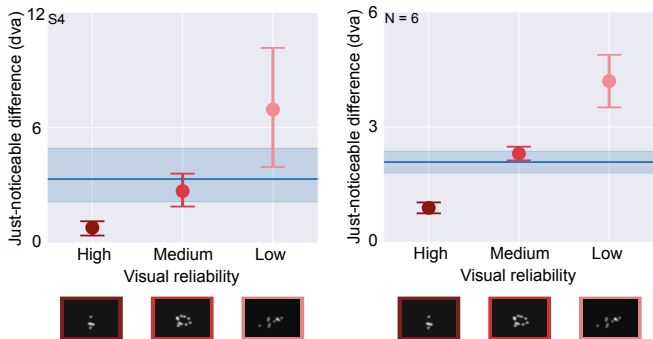 12
S4
6
0
Just-noticeable difference (dva)
High
Medium
Low
Visual reliability
6
N = 6
3
0
Just-noticeable difference (dva)
High
Medium
Low
Visual reliability